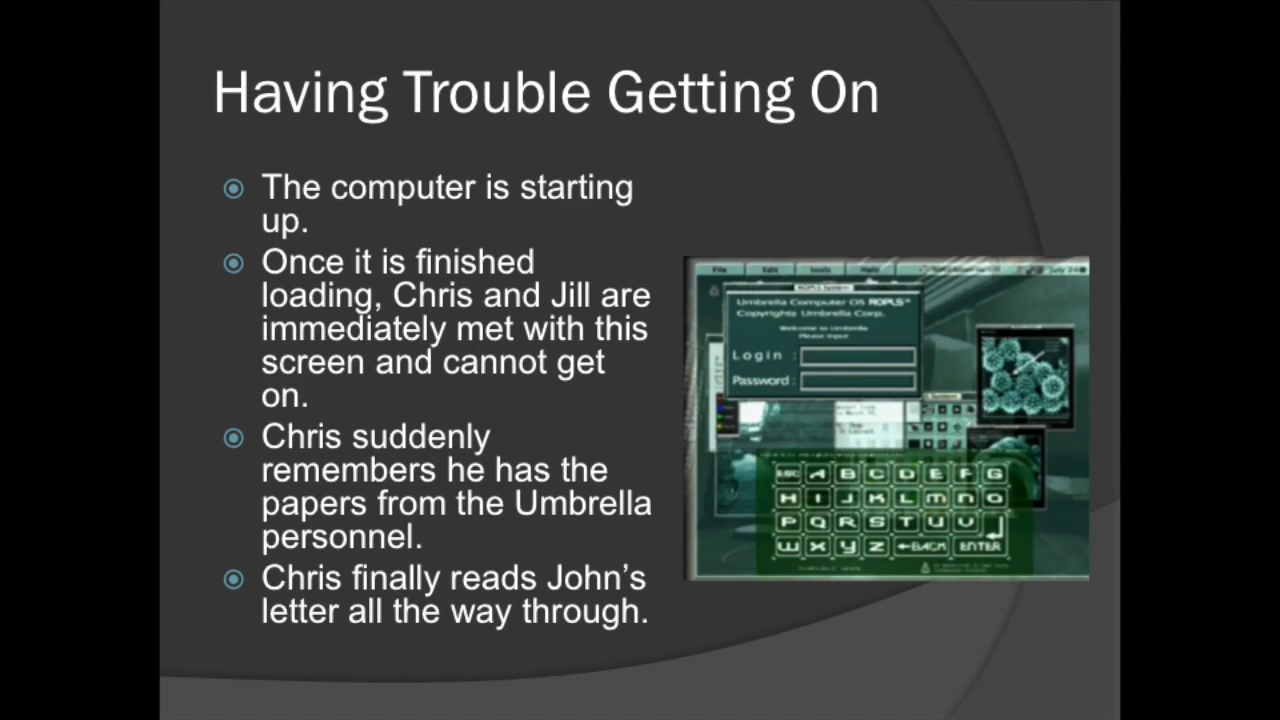 Having Trouble Getting On
The computer is starting
up.
Once it is finished
loading, Chris and Jill are
immediately met with this
screen and cannot get
on.
Chris suddenly
remembers he has the
papers from the Umbrella
personnel.
Chris finally reads John’s
letter all the way through.
File Edit tools Help
Umbrella Computer OS ROPLS™
Copyrights Umbrella Corp.
Welcome to Umbrella
Please input
Login :
Password :
ESC A B C D E F G
H I J K L M N O
P Q R S T U V
W X Y Z ←BACK ENTER